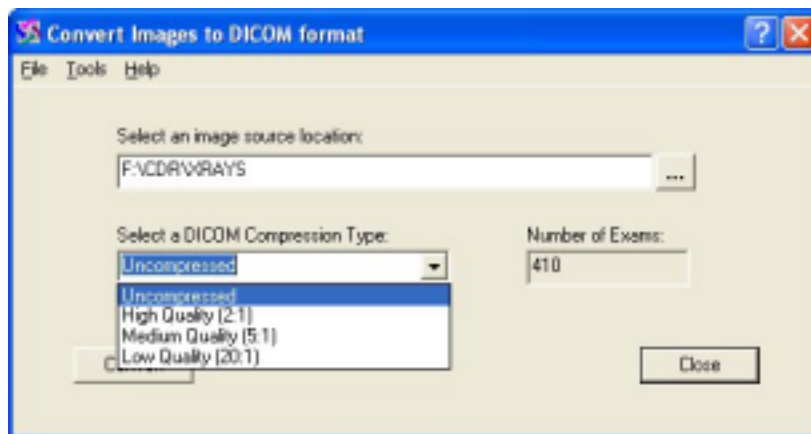 Convert Images to DICOM format
File Tools Help
Select an image source location:
F:\CDR\XRAYS
...
Select a DICOM Compression Type:
Number of Exams:
Uncompressed
410
Uncompressed
High Quality (2:1)
Medium Quality (5:1)
Low Quality (20:1)
Close